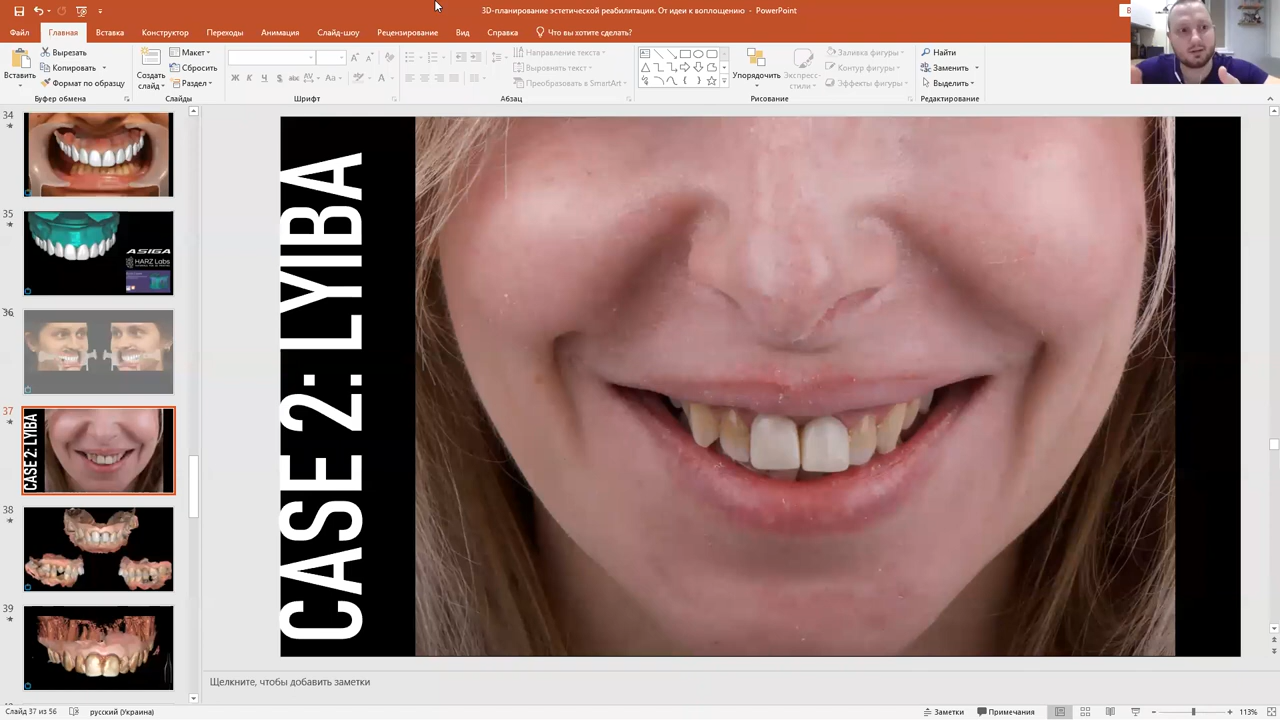 3D-планирование эстетической реабилитации. От идеи к воплощению - PowerPoint
Файл Главная Вставка Конструктор Переходы Анимация Слайд-шоу Рецензирование Вид Справка Что вы хотите сделать?
Вставить
Вырезать
Копировать
Формат по образцу
Буфер обмена
Создать слайд
Макет
Сбросить
Раздел
Слайды
Ж К Ч S abc AV Aa
Шрифт
Направление текста
Выровнять текст
Преобразовать в SmartArt
Абзац
Упорядочить
Экспресс-стили
Заливка фигуры
Контур фигуры
Эффекты фигуры
Рисование
Найти
Заменить
Выделить
Редактирование
34
35
ASIGA
HARZ Labs
36
37
CASE 2: LYIBA
38
39
CASE 2: LYIBA
Щелкните, чтобы добавить заметки
Слайд 37 из 56 русский (Украина) Заметки Примечания 113%